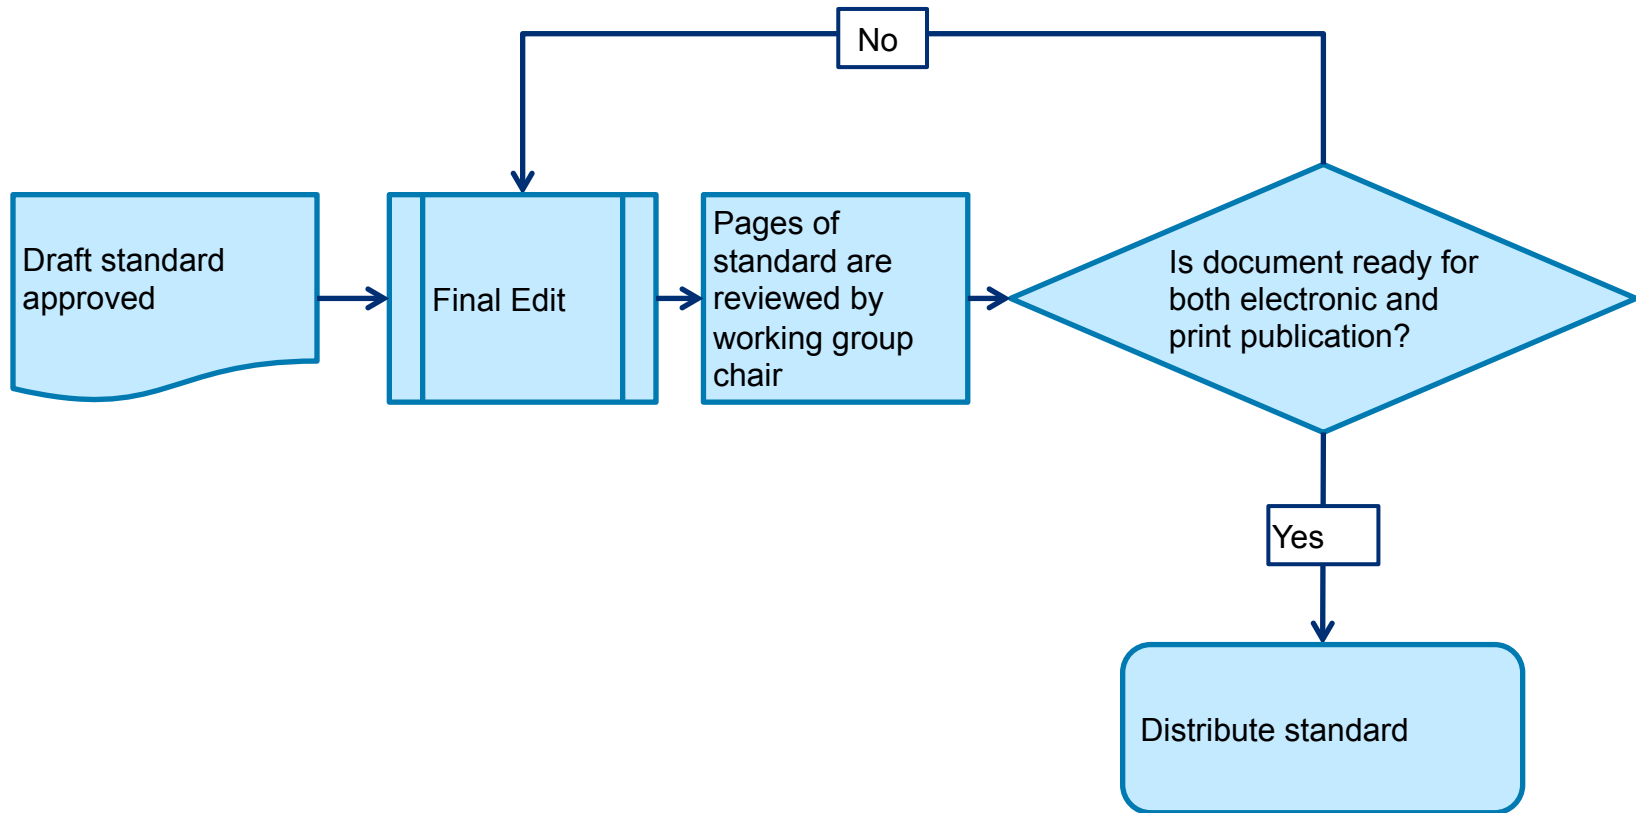 No
Draft standard
approved
Final Edit
Pages of
standard are
reviewed by
working group
chair
Is document ready for
both electronic and
print publication?
Yes
Distribute standard